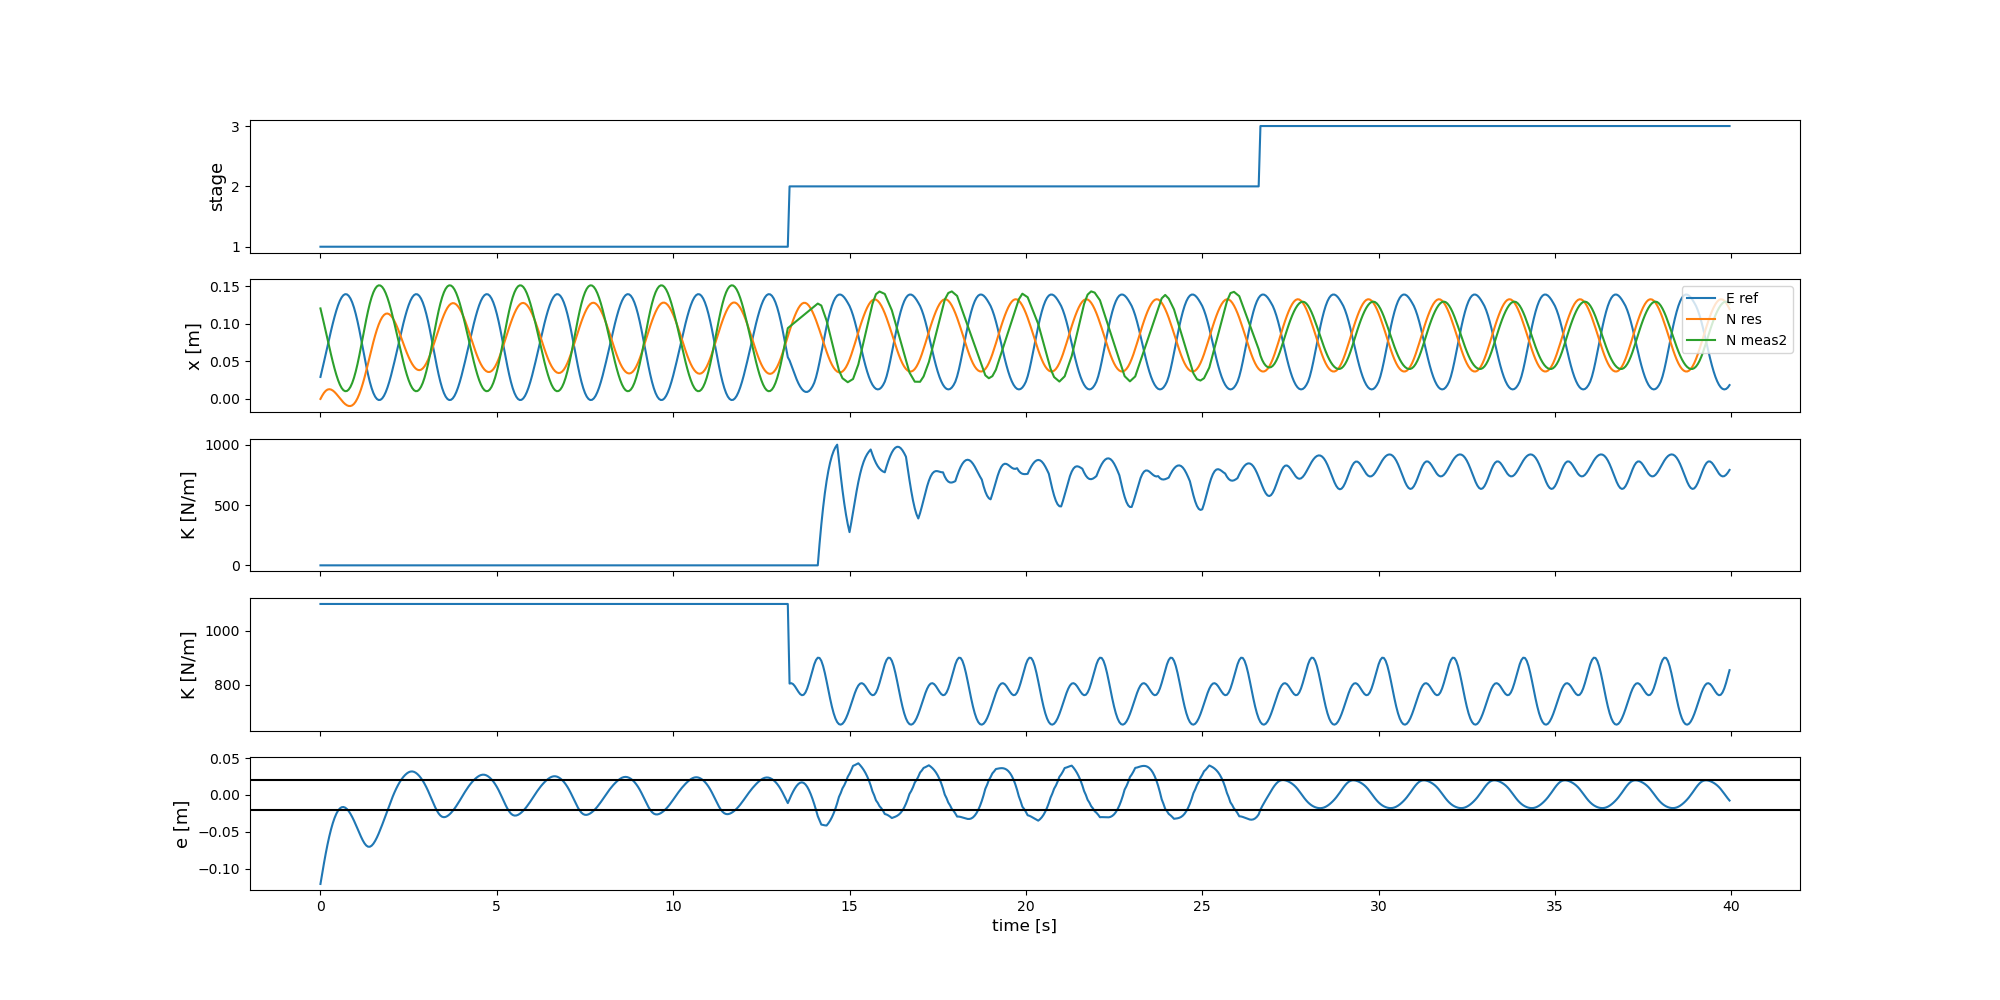 stage
3
2
1
x [m]
0.15
0.10
0.05
0.00
E ref
N res
N meas2
K [N/m]
1000
500
0
K [N/m]
1000
800
e [m]
0.05
0.00
−0.05
−0.10
0 5 10 15 20 25 30 35 40
time [s]